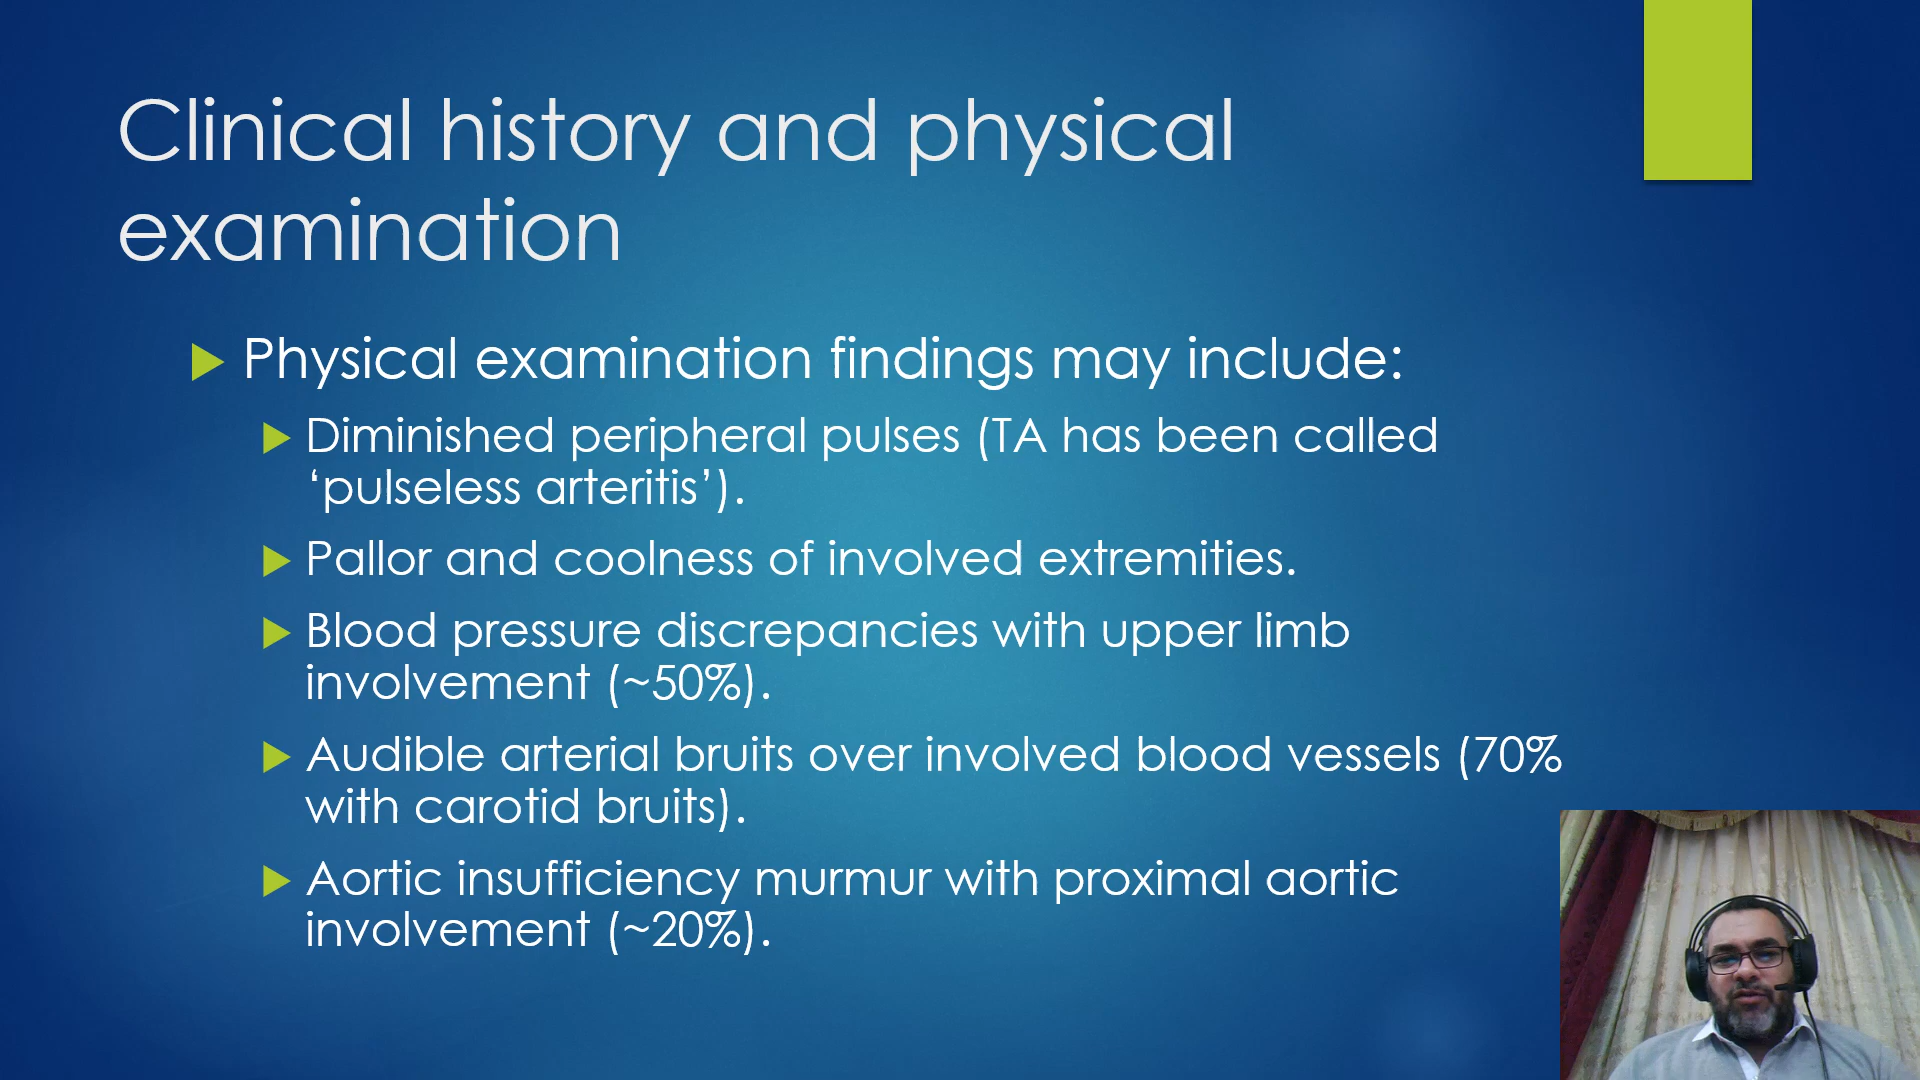 Clinical history and physical
examination
Physical examination findings may include:
Diminished peripheral pulses (TA has been called
‘pulseless arteritis’).
Pallor and coolness of involved extremities.
Blood pressure discrepancies with upper limb
involvement (~50%).
Audible arterial bruits over involved blood vessels (70%
with carotid bruits).
Aortic insufficiency murmur with proximal aortic
involvement (~20%).